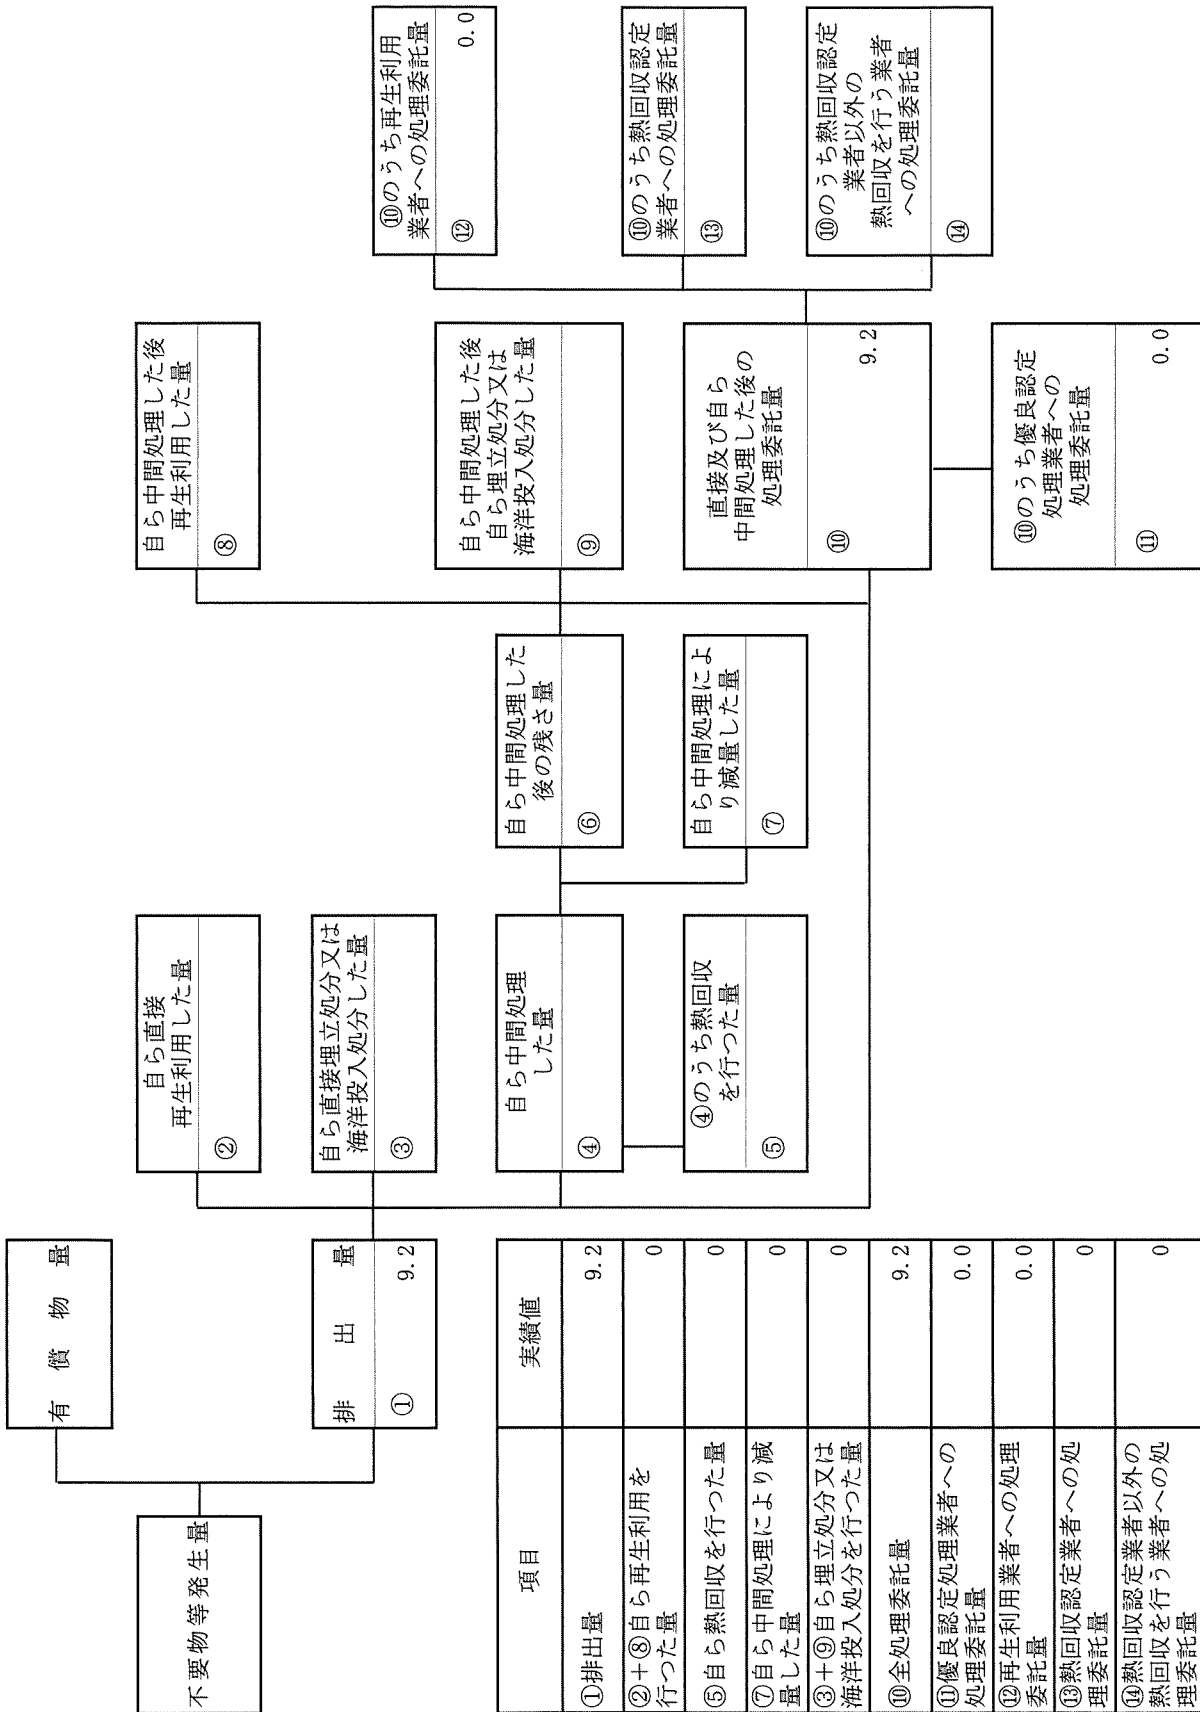 不要物等発生量
有償物量
排出量
① 9.2
自ら直接
再生利用した量
②
自ら直接埋立処分又は
海洋投入処分した量
③
自ら中間処理
した量
④
④のうち熱回収
を行つた量
⑤
自ら中間処理した
後の残さ量
⑥
自ら中間処理によ
り減量した量
⑦
自ら中間処理した後
再生利用した量
⑧
自ら中間処理した後
自ら埋立処分又は
海洋投入処分した量
⑨
直接及び自ら
中間処理した後の
処理委託量
⑩ 9.2
⑩のうち優良認定
処理業者への
処理委託量
⑪ 0.0
⑩のうち再生利用
業者への処理委託量
⑫ 0.0
⑩のうち熱回収認定
業者への処理委託量
⑬
⑩のうち熱回収認定
業者以外の
熱回収を行う業者
への処理委託量
⑭
項目 実績値
①排出量 9.2
②+⑧自ら再生利用を
行つた量 0
⑤自ら熱回収を行つた量 0
⑦自ら中間処理により減
量した量 0
③+⑨自ら埋立処分又は
海洋投入処分を行つた量 0
⑩全処理委託量 9.2
⑪優良認定処理業者への
処理委託量 0.0
⑫再生利用業者への処理
委託量 0.0
⑬熱回収認定業者への処
理委託量 0
⑭熱回収認定業者以外の
熱回収を行う業者への処
理委託量 0